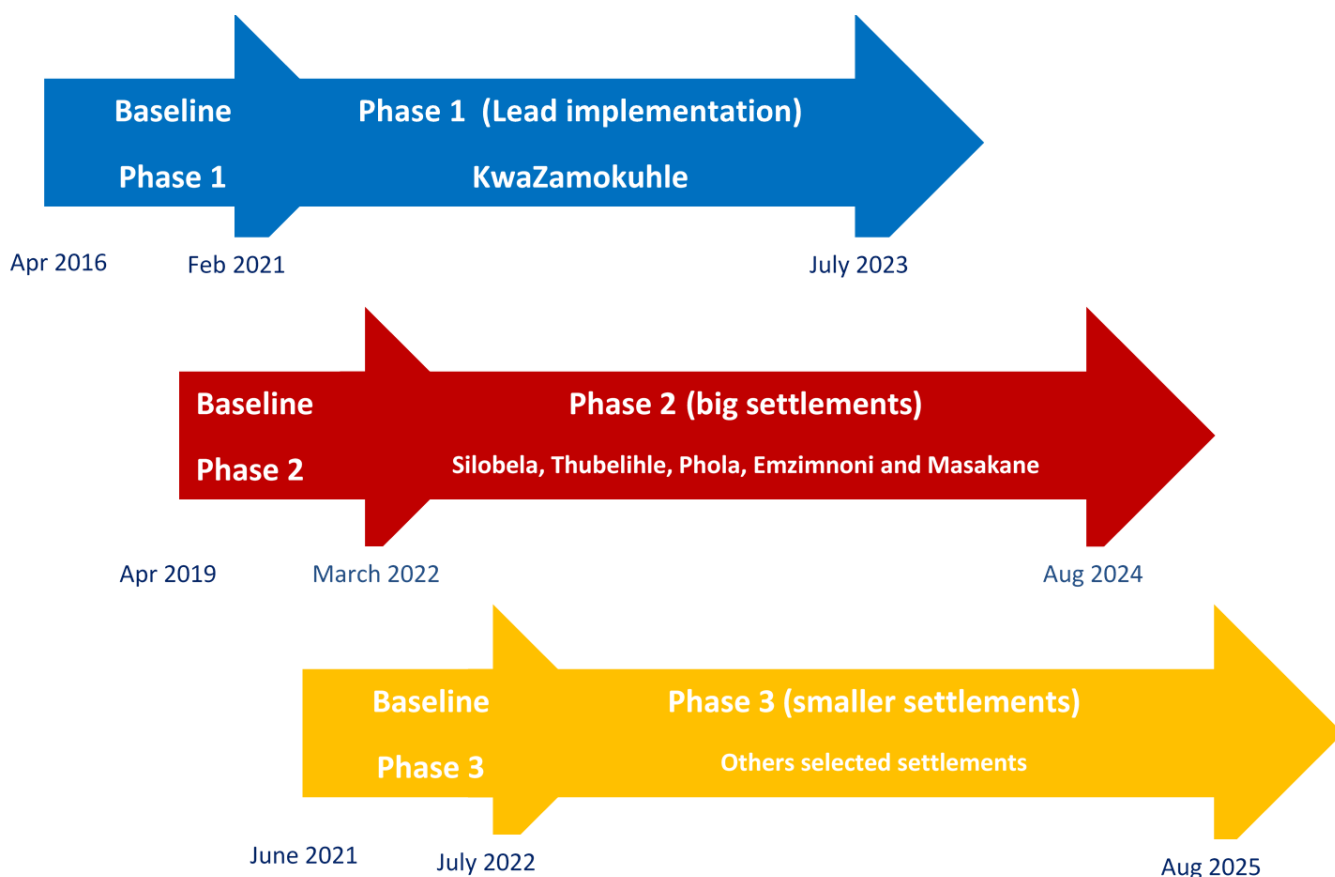 Baseline
Phase 1
Phase 1 (Lead implementation)
KwaZamokuhle
Apr 2016
Feb 2021
July 2023
Baseline
Phase 2
Phase 2 (big settlements)
Silobela, Thubelihle, Phola, Emzimnoni and Masakane
Apr 2019
March 2022
Aug 2024
Baseline
Phase 3
Phase 3 (smaller settlements)
Others selected settlements
June 2021
July 2022
Aug 2025